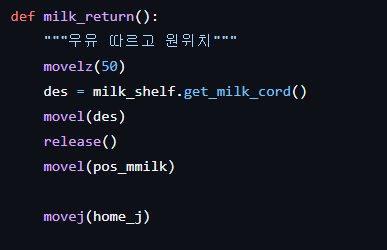 def milk_return():
    """우유 따르고 원위치"""
    movelz(50)
    des = milk_shelf.get_milk_cord()
    movel(des)
    release()
    movel(pos_mmilk)

    movej(home_j)